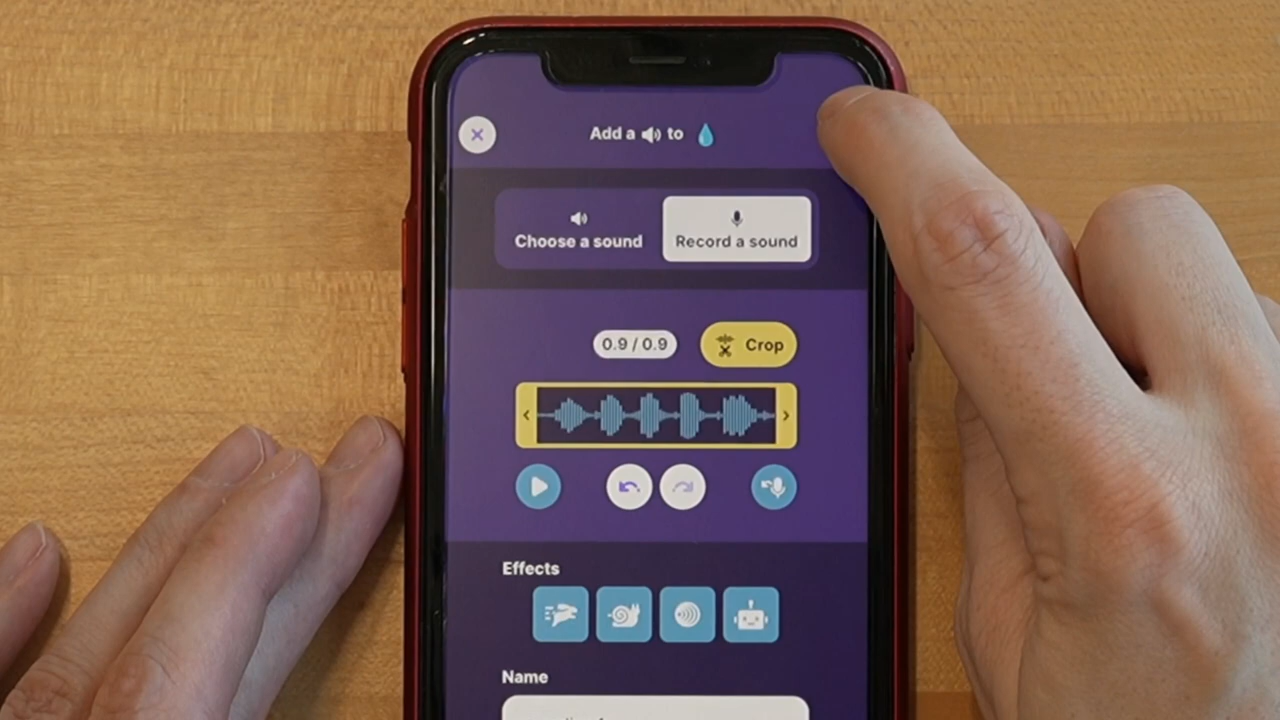 Add a to
Choose a sound
Record a sound
0.9 / 0.9
Crop
Effects
Name